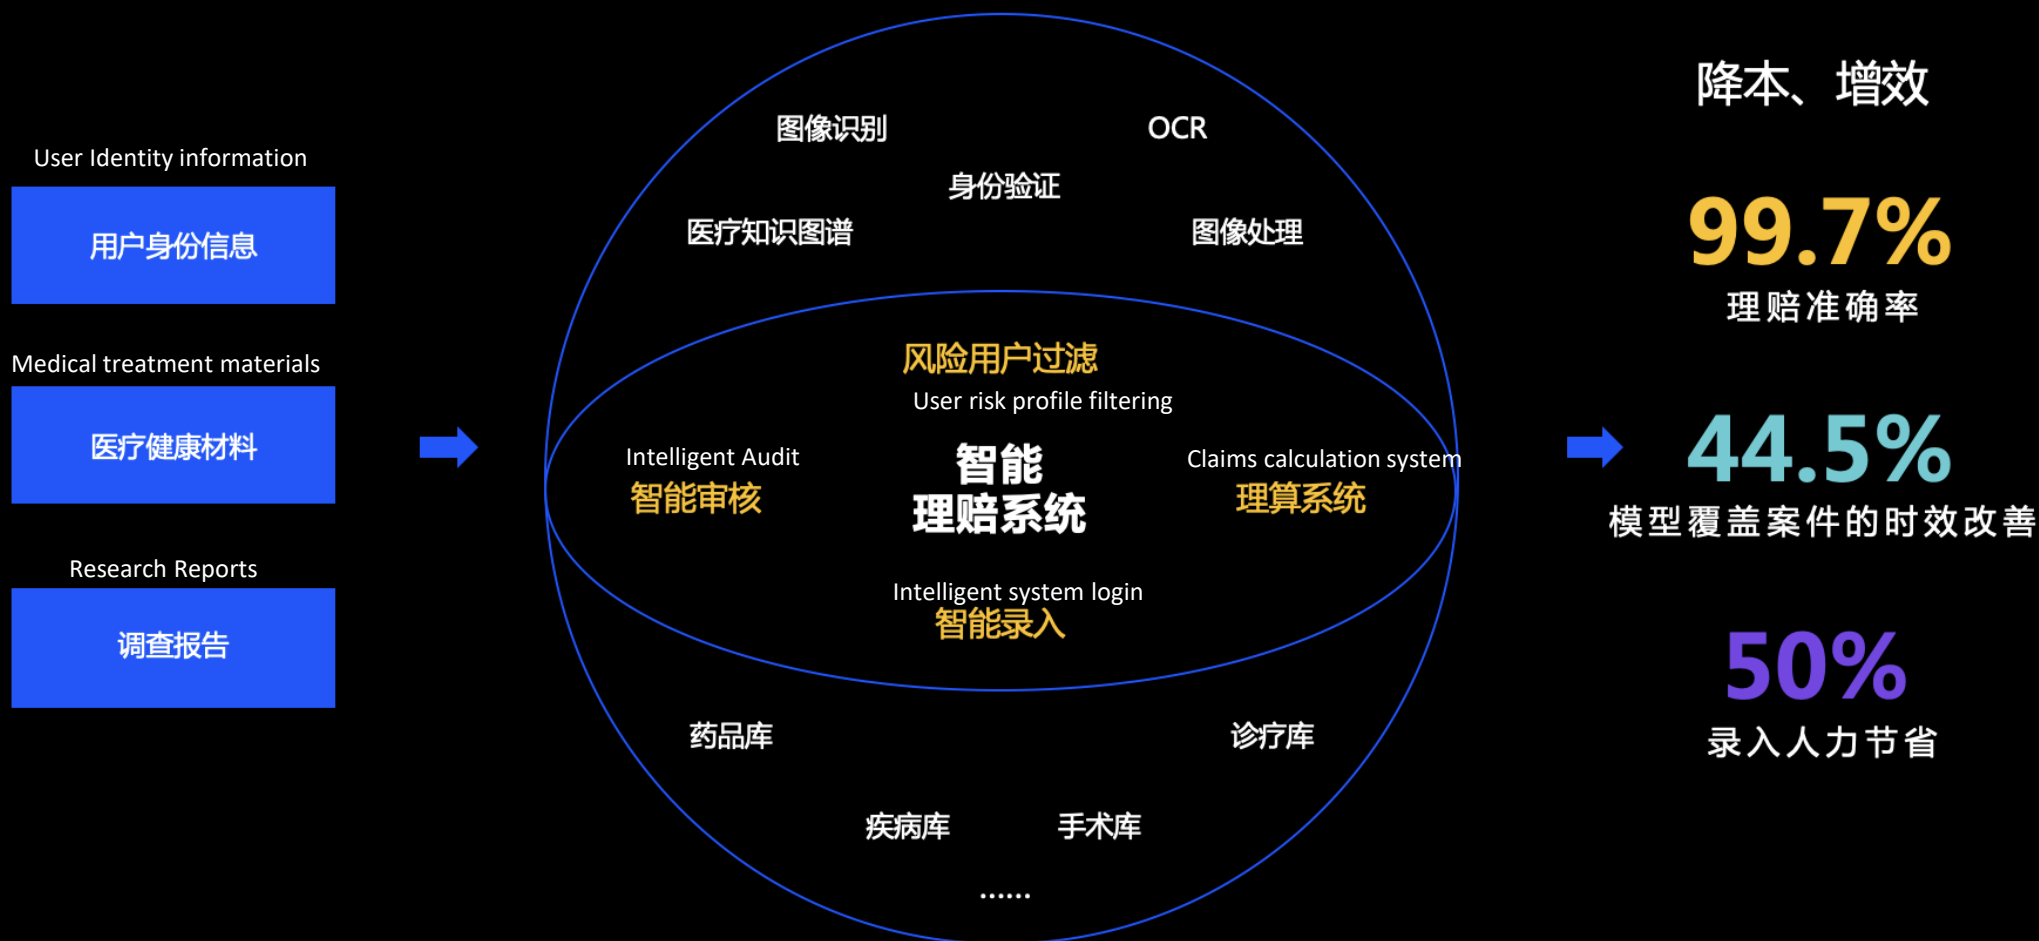 User Identity information
用户身份信息
Medical treatment materials
医疗健康材料
Research Reports
调查报告
图像识别
OCR
身份验证
医疗知识图谱
图像处理
风险用户过滤
User risk profile filtering
Intelligent Audit
智能审核
智能
理赔系统
Claims calculation system
理算系统
Intelligent system login
智能录入
药品库
诊疗库
疾病库
手术库
……
降本、增效
99.7%
理赔准确率
44.5%
模型覆盖案件的时效改善
50%
录入人力节省